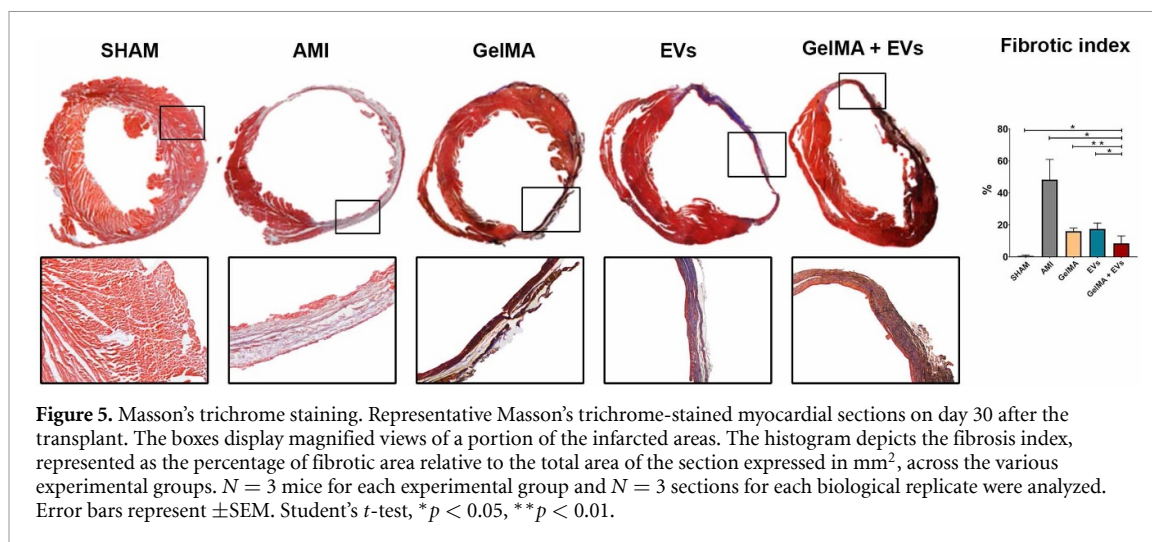 SHAM
AMI
GelMA
EVs
GelMA + EVs
Fibrotic index
80
60
40
20
0
%
*
*
* *
*
SHAM
AMI
GelMA
EVs
GelMA + EVs
Figure 5. Masson's trichrome staining. Representative Masson's trichrome-stained myocardial sections on day 30 after the
transplant. The boxes display magnified views of a portion of the infarcted areas. The histogram depicts the fibrosis index,
represented as the percentage of fibrotic area relative to the total area of the section expressed in mm², across the various
experimental groups. N = 3 mice for each experimental group and N = 3 sections for each biological replicate were analyzed.
Error bars represent ±SEM. Student's t-test, *p < 0.05, **p < 0.01.